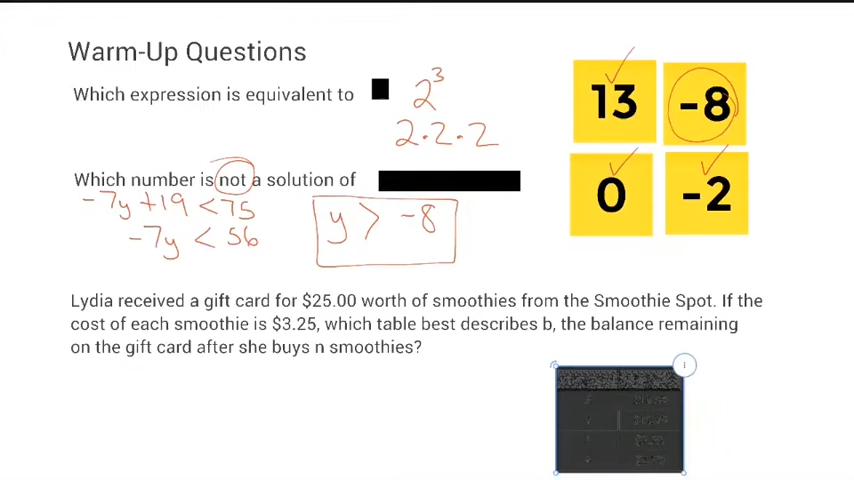 Warm-Up Questions
Which expression is equivalent to
2^3
2·2·2
13
-8
0
-2
Which number is not a solution of
-7y +19 < 75
-7y < 56
y > -8
Lydia received a gift card for $25.00 worth of smoothies from the Smoothie Spot. If the
cost of each smoothie is $3.25, which table best describes b, the balance remaining
on the gift card after she buys n smoothies?